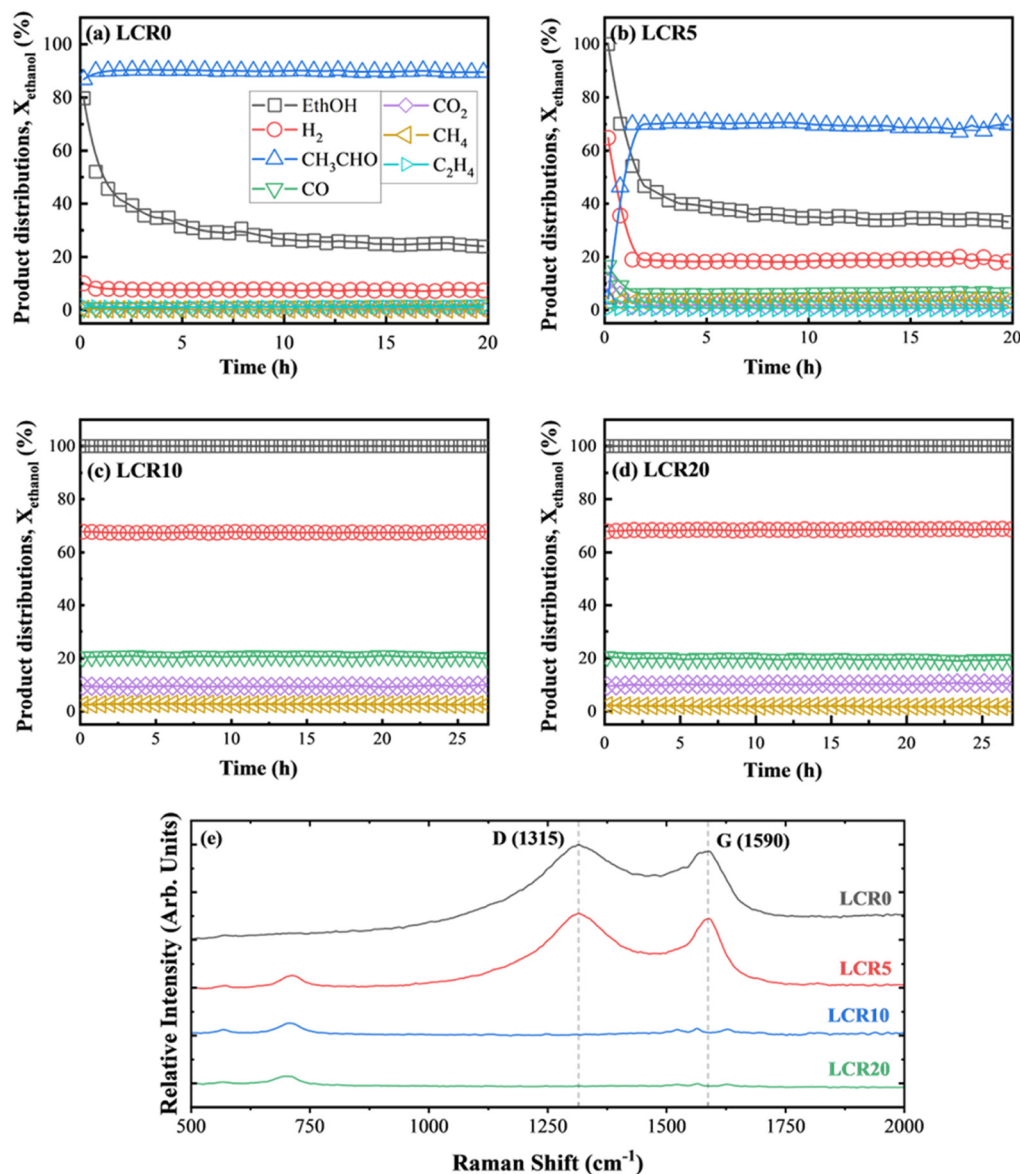 (a) LCR0
Product distributions, X_ethanol (%)
100
80
60
40
20
0
EthOH
H₂
CH₃CHO
CO
CO₂
CH₄
C₂H₄
0 5 10 15 20
Time (h)
(b) LCR5
Product distributions, X_ethanol (%)
100
80
60
40
20
0
0 5 10 15 20
Time (h)
(c) LCR10
Product distributions, X_ethanol (%)
100
80
60
40
20
0
0 5 10 15 20 25
Time (h)
(d) LCR20
Product distributions, X_ethanol (%)
100
80
60
40
20
0
0 5 10 15 20 25
Time (h)
(e)
D (1315)
G (1590)
Relative Intensity (Arb. Units)
LCR0
LCR5
LCR10
LCR20
500 750 1000 1250 1500 1750 2000
Raman Shift (cm⁻¹)